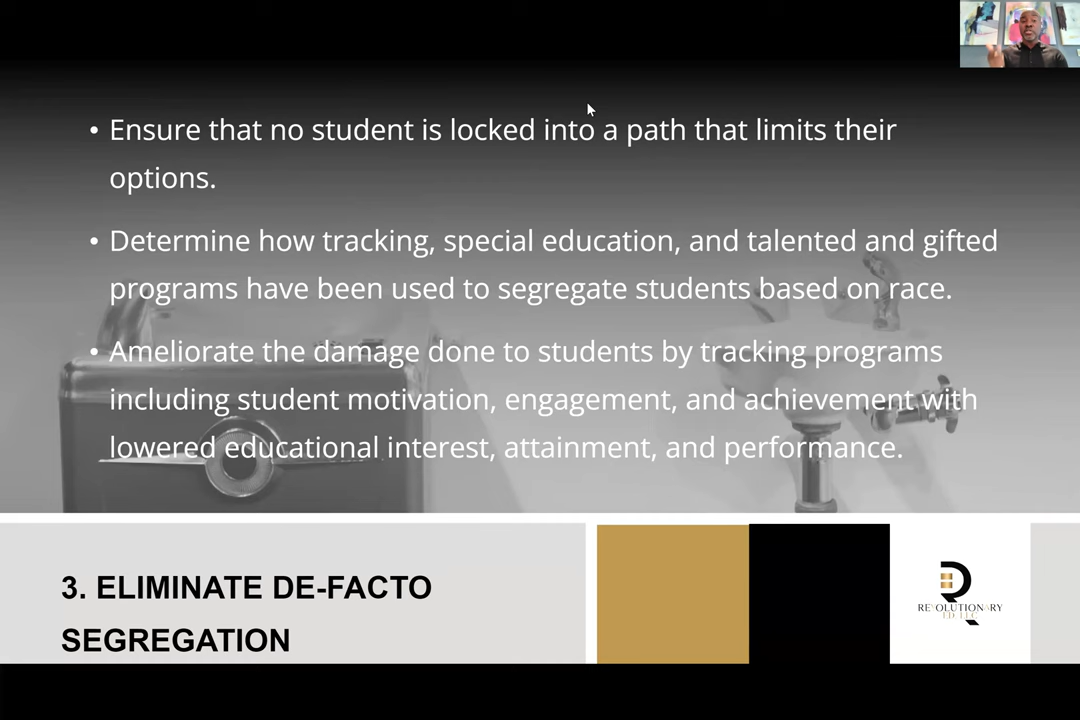 • Ensure that no student is locked into a path that limits their
options.
• Determine how tracking, special education, and talented and gifted
programs have been used to segregate students based on race.
• Ameliorate the damage done to students by tracking programs
including student motivation, engagement, and achievement with
lowered educational interest, attainment, and performance.
3. ELIMINATE DE-FACTO
SEGREGATION
REVOLUTIONARY
ED, LLC